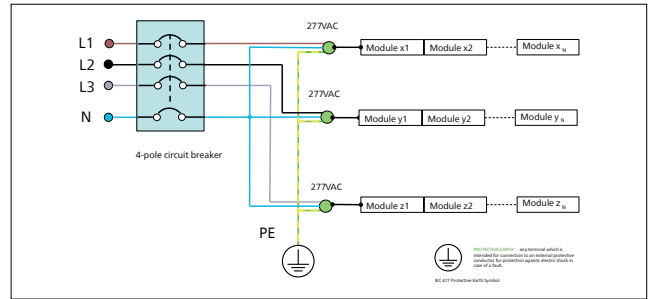 277VAC
L1
Module x1
Module x2
Module x N
L2
L3
277VAC
N
Module y1
Module y2
Module y N
4-pole circuit breaker
277VAC
Module z1
Module z2
Module z N
PE
PROTECTIVE EARTH: any terminal which is
intended for connection to an external protective
conductor for protection againts electric shock in
case of a fault.
IEC 417 Protective Earth Symbol